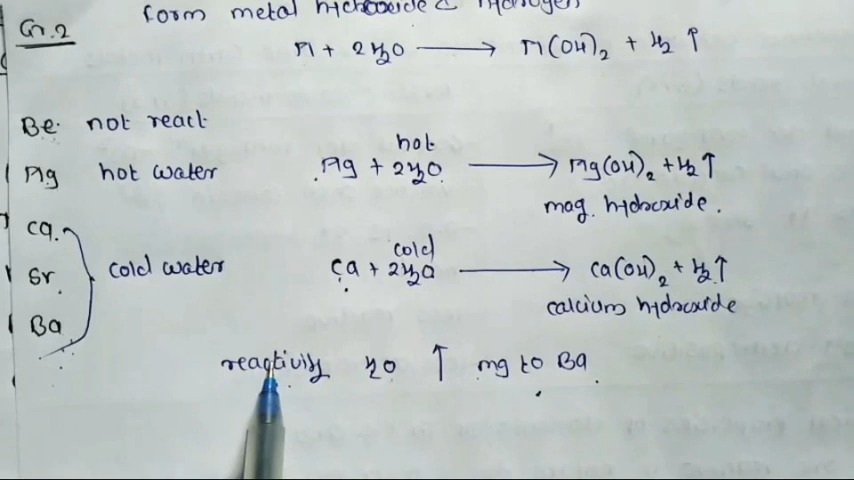 Gr.2
form metal hydroxide & hydrogen
M + 2H2O ⟶ M(OH)2 + H2 ↑
Be not react
hot
Mg hot water Mg + 2H2O ⟶ Mg(OH)2 + H2 ↑
mag. hydroxide.
Ca
cold
cold water Ca + 2H2O ⟶ Ca(OH)2 + H2 ↑
Sr
calcium hydroxide
Ba
reactivity H2O ↑ mg to Ba